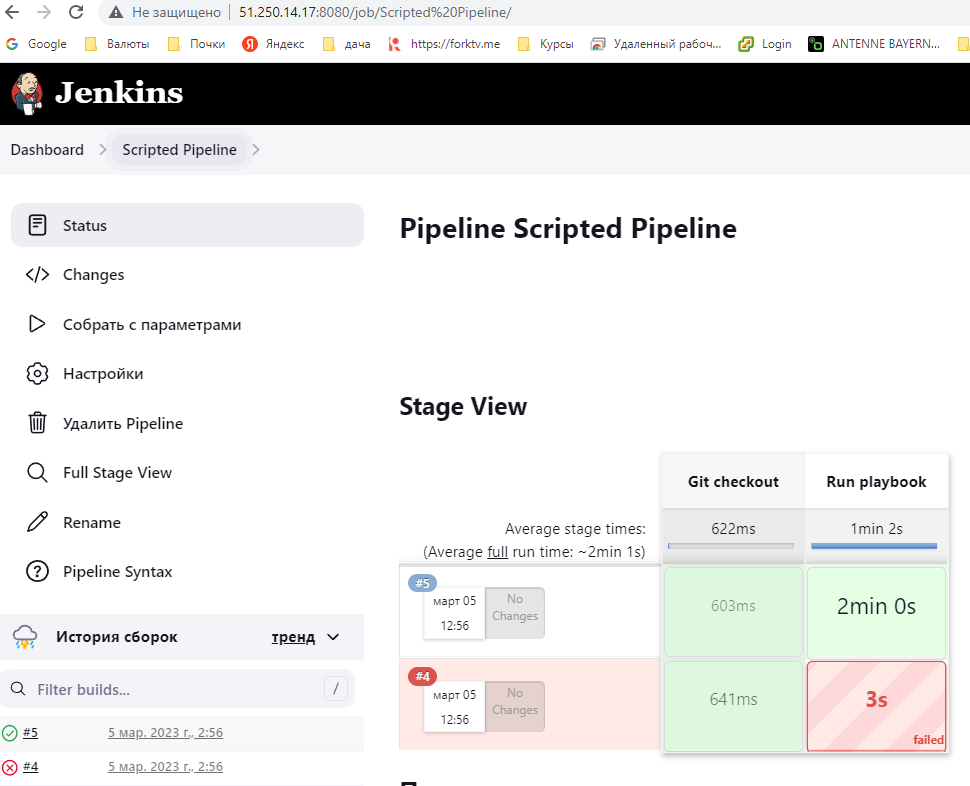 Не защищено
51.250.14.17:8080/job/Scripted%20Pipeline/
Google Валюты Почки Яндекс дача https://forktv.me Курсы Удаленный рабоч... Login ANTENNE BAYERN...
Jenkins
Dashboard
Scripted Pipeline
Status
Changes
Собрать с параметрами
Настройки
Удалить Pipeline
Full Stage View
Rename
Pipeline Syntax
История сборок тренд
Filter builds... /
#5 5 мар. 2023 г., 2:56
#4 5 мар. 2023 г., 2:56
Pipeline Scripted Pipeline
Stage View
Git checkout Run playbook
Average stage times:
(Average full run time: ~2min 1s)
622ms 1min 2s
#5
март 05
12:56
No
Changes
603ms
2min 0s
#4
март 05
12:56
No
Changes
641ms
3s
failed